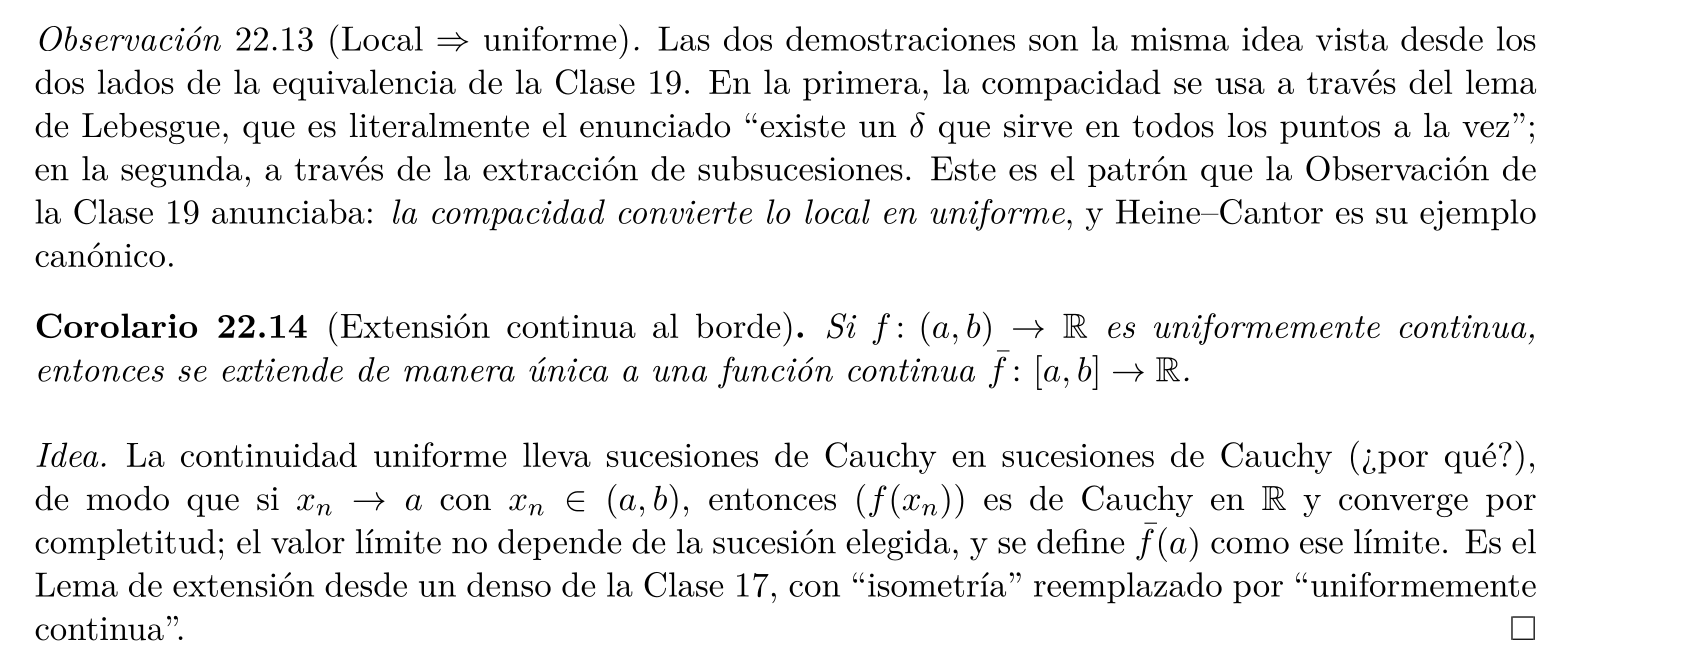 Observación 22.13 (Local ⇒ uniforme). Las dos demostraciones son la misma idea vista desde los
dos lados de la equivalencia de la Clase 19. En la primera, la compacidad se usa a través del lema
de Lebesgue, que es literalmente el enunciado “existe un δ que sirve en todos los puntos a la vez”;
en la segunda, a través de la extracción de subsucesiones. Este es el patrón que la Observación de
la Clase 19 anunciaba: la compacidad convierte lo local en uniforme, y Heine–Cantor es su ejemplo
canónico.
Corolario 22.14 (Extensión continua al borde). Si f : (a, b) → ℝ es uniformemente continua,
entonces se extiende de manera única a una función continua f̄ : [a, b] → ℝ.
Idea. La continuidad uniforme lleva sucesiones de Cauchy en sucesiones de Cauchy (¿por qué?),
de modo que si xₙ → a con xₙ ∈ (a, b), entonces (f(xₙ)) es de Cauchy en ℝ y converge por
completitud; el valor límite no depende de la sucesión elegida, y se define f̄(a) como ese límite. Es el
Lema de extensión desde un denso de la Clase 17, con “isometría” reemplazado por “uniformemente
continua”. □